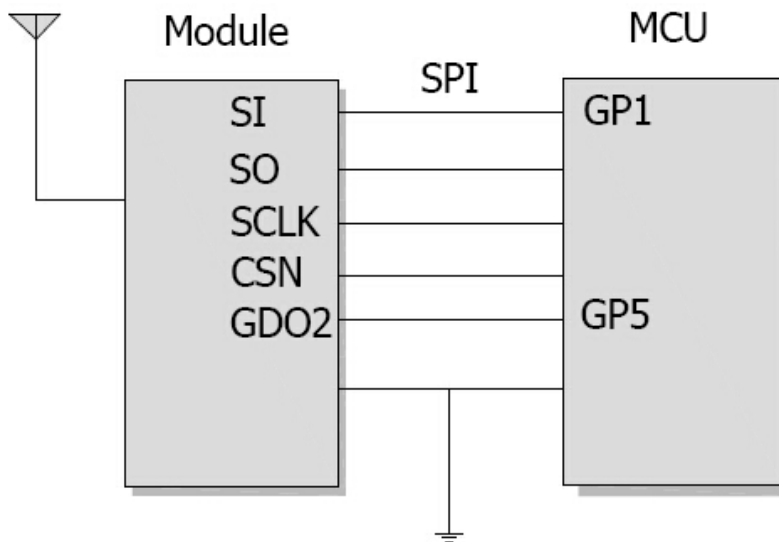 Module
MCU
SPI
SI
GP1
SO
SCLK
CSN
GDO2
GP5